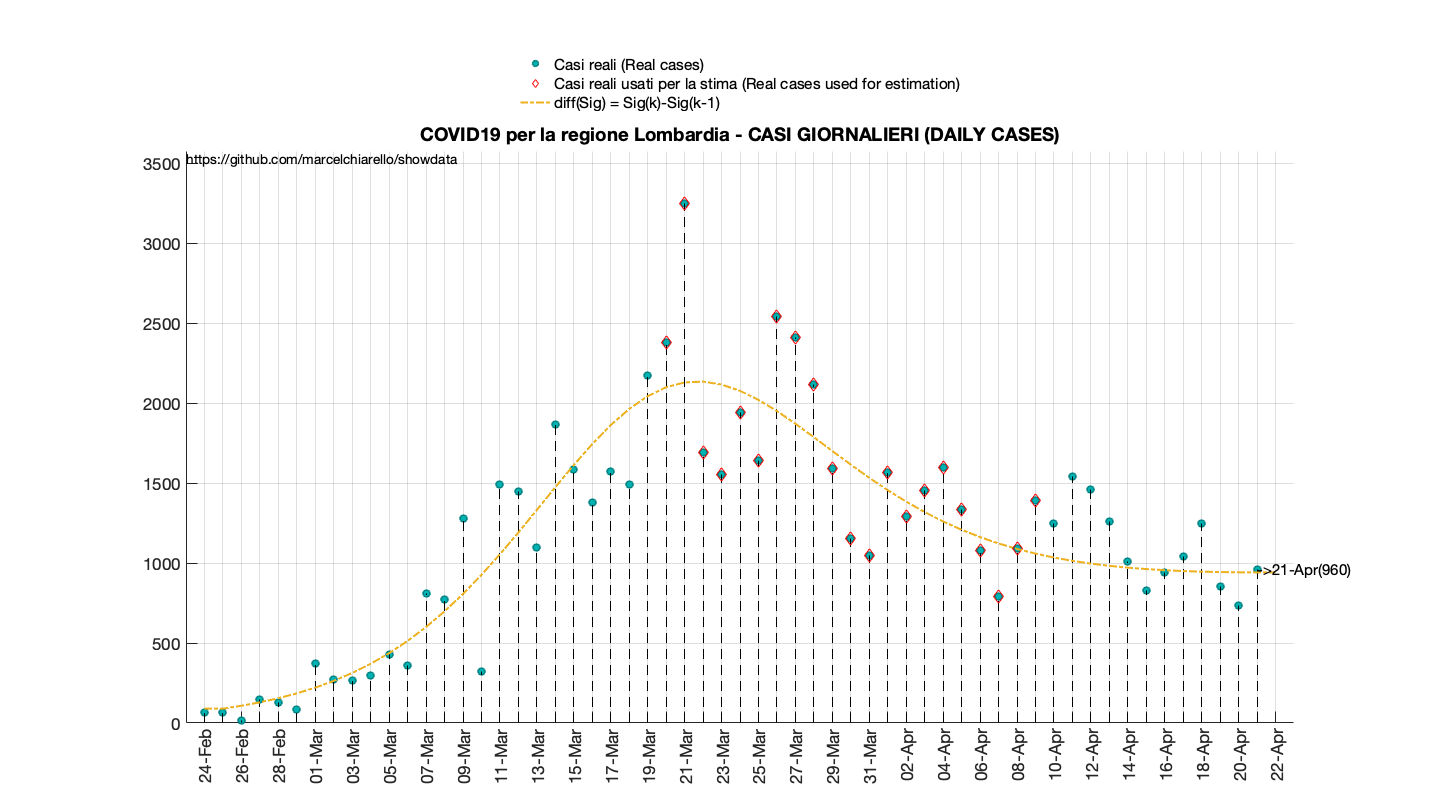 Casi reali (Real cases)
Casi reali usati per la stima (Real cases used for estimation)
diff(Sig) = Sig(k)-Sig(k-1)
COVID19 per la regione Lombardia - CASI GIORNALIERI (DAILY CASES)
https://github.com/marcelchiarello/showdata
3500
3000
2500
2000
1500
1000
500
0
->21-Apr(960)
24-Feb
26-Feb
28-Feb
01-Mar
03-Mar
05-Mar
07-Mar
09-Mar
11-Mar
13-Mar
15-Mar
17-Mar
19-Mar
21-Mar
23-Mar
25-Mar
27-Mar
29-Mar
31-Mar
02-Apr
04-Apr
06-Apr
08-Apr
10-Apr
12-Apr
14-Apr
16-Apr
18-Apr
20-Apr
22-Apr